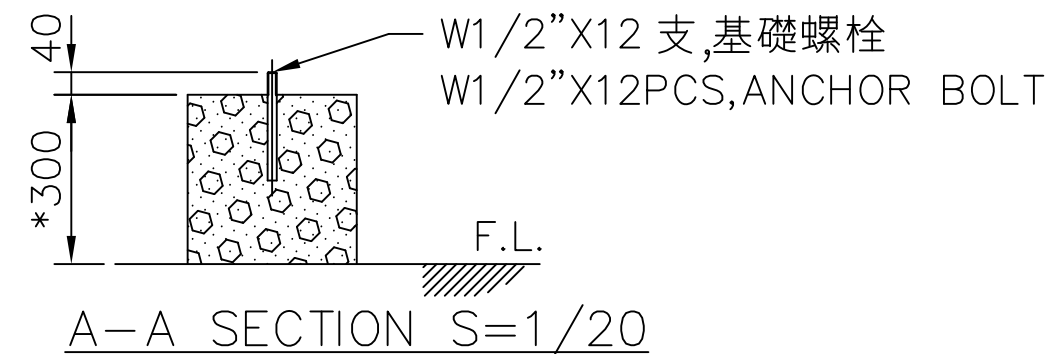 40
W1/2”X12 支,基礎螺栓
W1/2”X12PCS,ANCHOR BOLT
*300
F.L.
A−A SECTION S=1/20